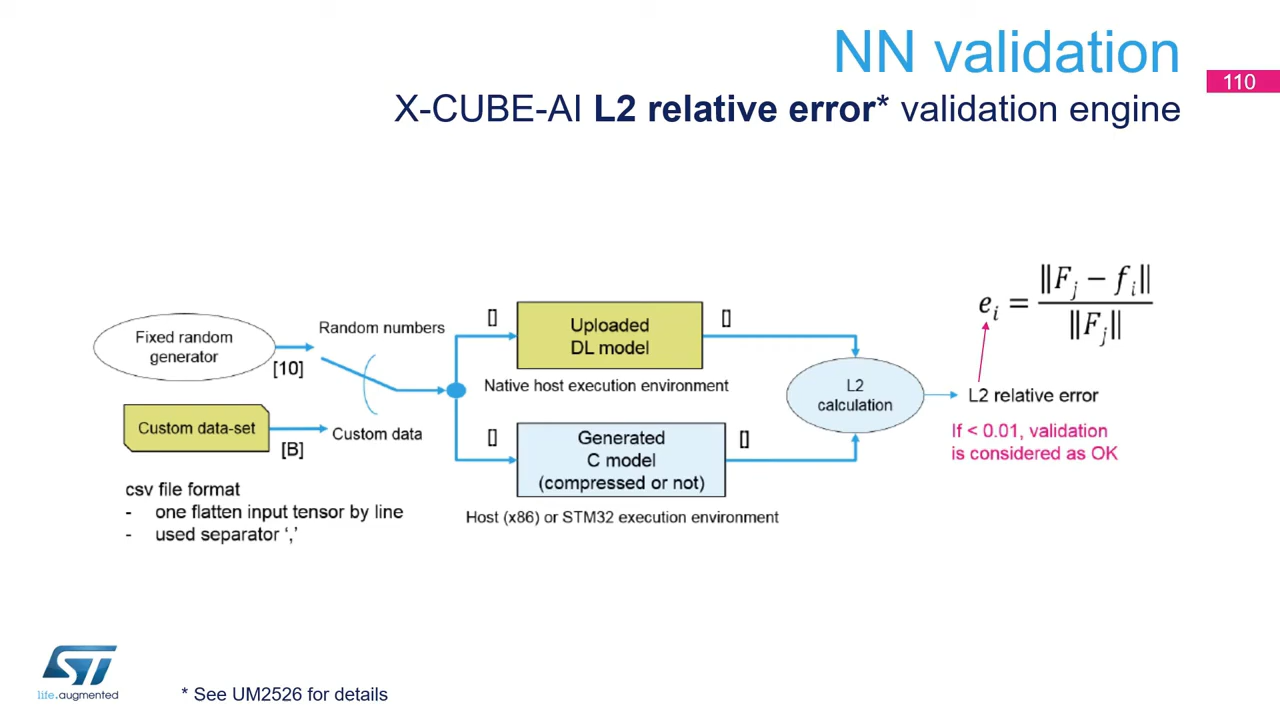 NN validation
110
X-CUBE-AI L2 relative error* validation engine
Fixed random
generator
[10]
Random numbers
Custom data-set
[B]
Custom data
csv file format
- one flatten input tensor by line
- used separator ‘,’
[]
Uploaded
DL model
[]
Native host execution environment
[]
Generated
C model
(compressed or not)
[]
Host (x86) or STM32 execution environment
L2
calculation
e_i = ‖F_j − f_i‖ / ‖F_j‖
L2 relative error
If < 0.01, validation
is considered as OK
ST
life.augmented
* See UM2526 for details